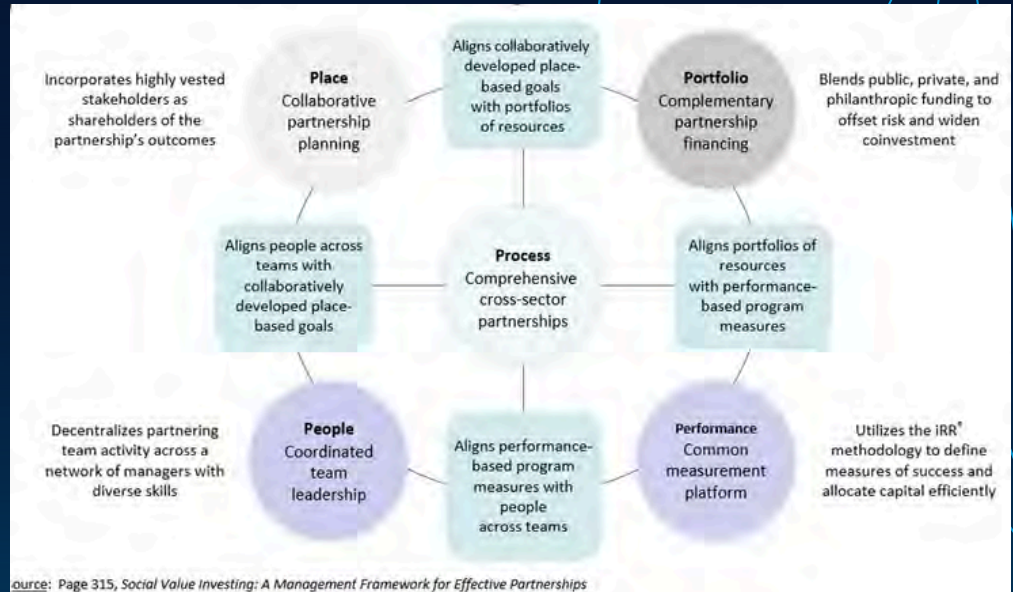 Incorporates highly vested
stakeholders as
shareholders of the
partnership's outcomes
Place
Collaborative
partnership
planning
Aligns collaboratively
developed place-
based goals
with portfolios
of resources
Portfolio
Complementary
partnership
financing
Blends public, private, and
philanthropic funding to
offset risk and widen
coinvestment
Aligns people across
teams with
collaboratively
developed place-
based goals
Process
Comprehensive
cross-sector
partnerships
Aligns portfolios of
resources
with performance-
based program
measures
Decentralizes partnering
team activity across a
network of managers with
diverse skills
People
Coordinated
team
leadership
Aligns performance-
based program
measures with
people
across teams
Performance
Common
measurement
platform
Utilizes the iRR®
methodology to define
measures of success and
allocate capital efficiently
ource: Page 315, Social Value Investing: A Management Framework for Effective Partnerships